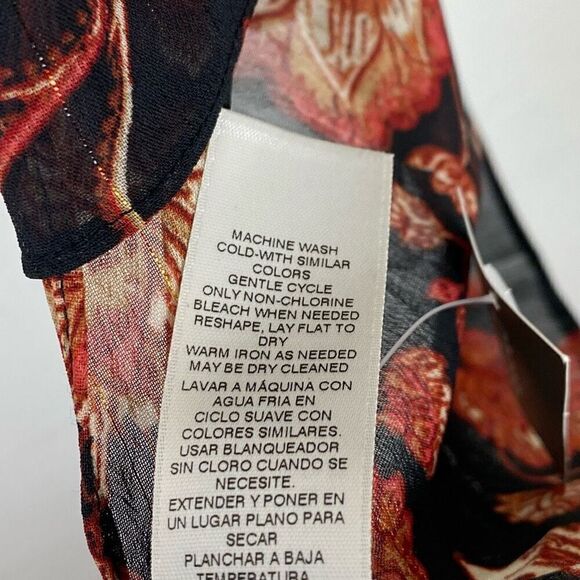 MACHINE WASH
COLD-WITH SIMILAR
COLORS
GENTLE CYCLE
ONLY NON-CHLORINE
BLEACH WHEN NEEDED
RESHAPE, LAY FLAT TO
DRY
WARM IRON AS NEEDED
MAY BE DRY CLEANED
LAVAR A MÁQUINA CON
AGUA FRIA EN
CICLO SUAVE CON
COLORES SIMILARES.
USAR BLANQUEADOR
SIN CLORO CUANDO SE
NECESITE.
EXTENDER Y PONER EN
UN LUGAR PLANO PARA
SECAR
PLANCHAR A BAJA
TEMPERATURA